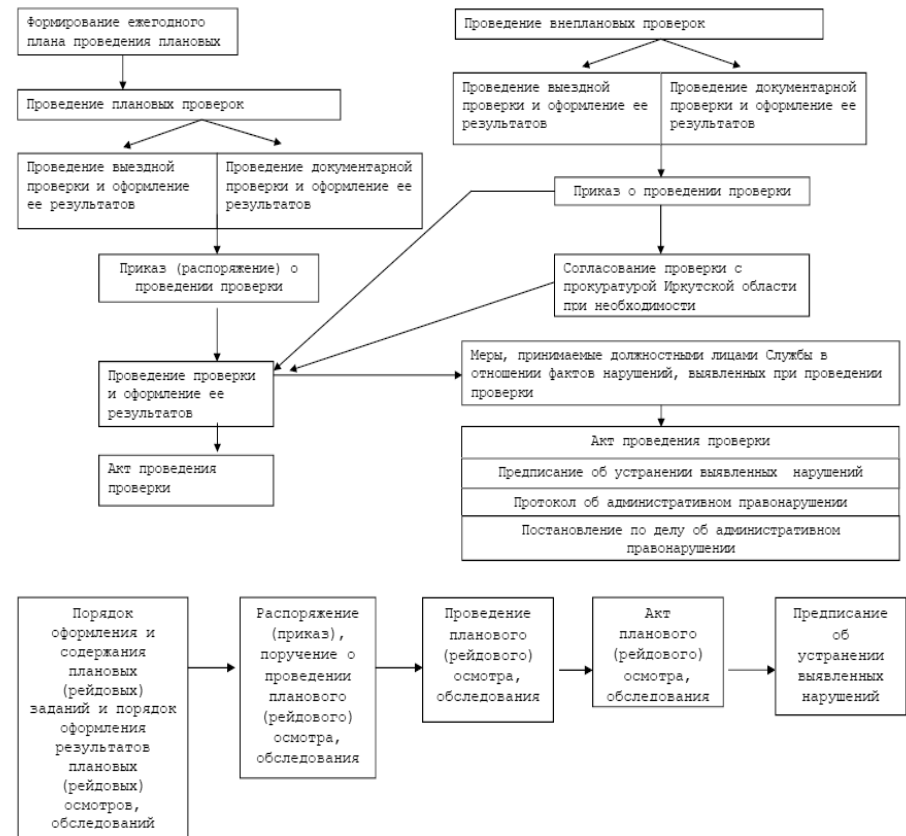 Формирование ежегодного
плана проведения плановых
Проведение плановых проверок
Проведение выездной
проверки и оформление
ее результатов
Проведение документарной
проверки и оформление ее
результатов
Приказ (распоряжение) о
проведении проверки
Проведение проверки
и оформление ее
результатов
Акт проведения
проверки
Проведение внеплановых проверок
Проведение выездной
проверки и оформление ее
результатов
Проведение документарной
проверки и оформление ее
результатов
Приказ о проведении проверки
Согласование проверки с
прокуратурой Иркутской области
при необходимости
Меры, принимаемые должностными лицами Службы в
отношении фактов нарушений, выявленных при проведении
проверки
Акт проведения проверки
Предписание об устранении выявленных нарушений
Протокол об административном правонарушении
Постановление по делу об административном
правонарушении
Порядок
оформления и
содержания
плановых
(рейдовых)
заданий и порядок
оформления
результатов
плановых
(рейдовых)
осмотров,
обследований
Распоряжение
(приказ),
поручение о
проведении
планового
(рейдового)
осмотра,
обследования
Проведение
планового
(рейдового)
осмотра,
обследования
Акт
планового
(рейдового)
осмотра,
обследования
Предписание
об
устранении
выявленных
нарушений